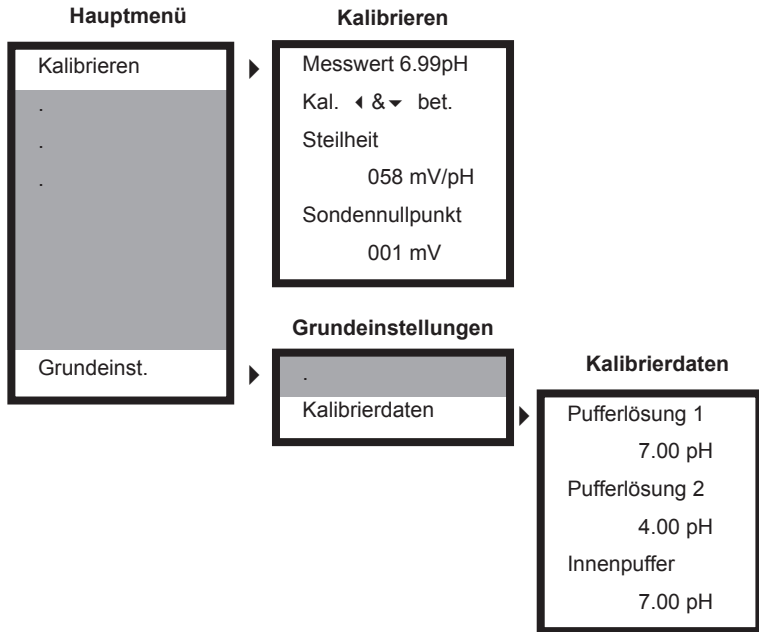 Hauptmenü
Kalibrieren
.
.
.
Grundeinst.
Kalibrieren
Messwert 6.99pH
Kal. ◂ &▾ bet.
Steilheit
058 mV/pH
Sondennullpunkt
001 mV
Grundeinstellungen
.
Kalibrierdaten
Kalibrierdaten
Pufferlösung 1
7.00 pH
Pufferlösung 2
4.00 pH
Innenpuffer
7.00 pH